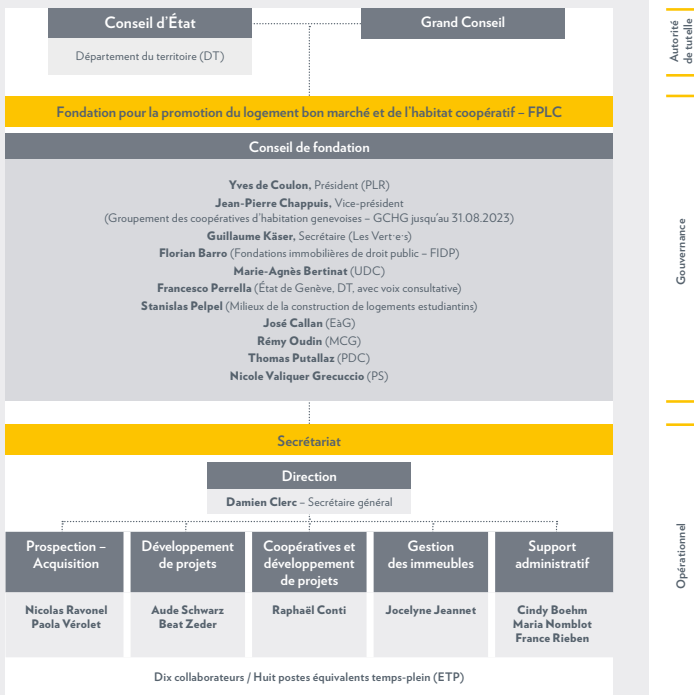 Conseil d'État
Grand Conseil
Département du territoire (DT)
Autorité
de tutelle
Fondation pour la promotion du logement bon marché et de l'habitat coopératif – FPLC
Conseil de fondation
Yves de Coulon, Président (PLR)
Jean-Pierre Chappuis, Vice-président
(Groupement des coopératives d'habitation genevoises – GCHG jusqu'au 31.08.2023)
Guillaume Käser, Secrétaire (Les Vert·e·s)
Florian Barro (Fondations immobilières de droit public – FIDP)
Marie-Agnès Bertinat (UDC)
Francesco Perrella (État de Genève, DT, avec voix consultative)
Stanislas Pelpel (Milieux de la construction de logements estudiantins)
José Callan (EàG)
Rémy Oudin (MCG)
Thomas Putallaz (PDC)
Nicole Valiquer Grecuccio (PS)
Gouvernance
Secrétariat
Direction
Damien Clerc – Secrétaire général
Prospection –
Acquisition
Nicolas Ravonel
Paola Vérolet
Développement
de projets
Aude Schwarz
Beat Zeder
Coopératives et
développement
de projets
Raphaël Conti
Gestion
des immeubles
Jocelyne Jeannet
Support
administratif
Cindy Boehm
Maria Nomblot
France Rieben
Opérationnel
Dix collaborateurs / Huit postes équivalents temps-plein (ETP)